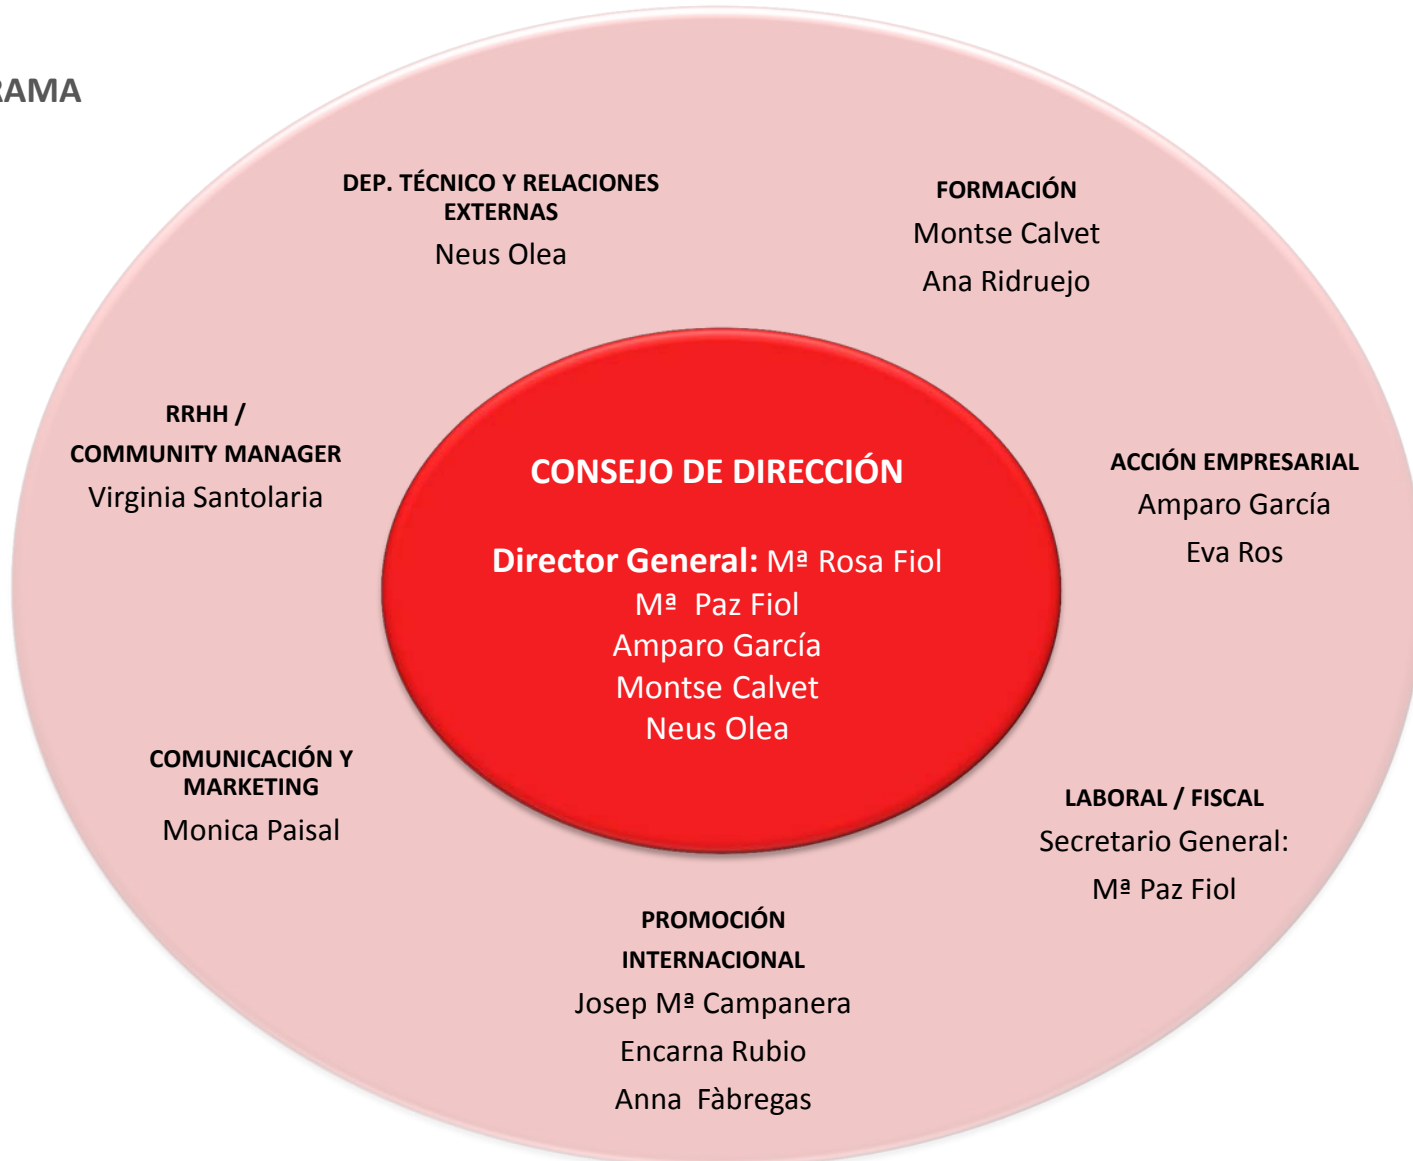 RAMA
DEP. TÉCNICO Y RELACIONES
EXTERNAS
Neus Olea
FORMACIÓN
Montse Calvet
Ana Ridruejo
RRHH /
COMMUNITY MANAGER
Virginia Santolaria
CONSEJO DE DIRECCIÓN
Director General: Mª Rosa Fiol
Mª Paz Fiol
Amparo García
Montse Calvet
Neus Olea
ACCIÓN EMPRESARIAL
Amparo García
Eva Ros
COMUNICACIÓN Y
MARKETING
Monica Paisal
LABORAL / FISCAL
Secretario General:
Mª Paz Fiol
PROMOCIÓN
INTERNACIONAL
Josep Mª Campanera
Encarna Rubio
Anna Fàbregas